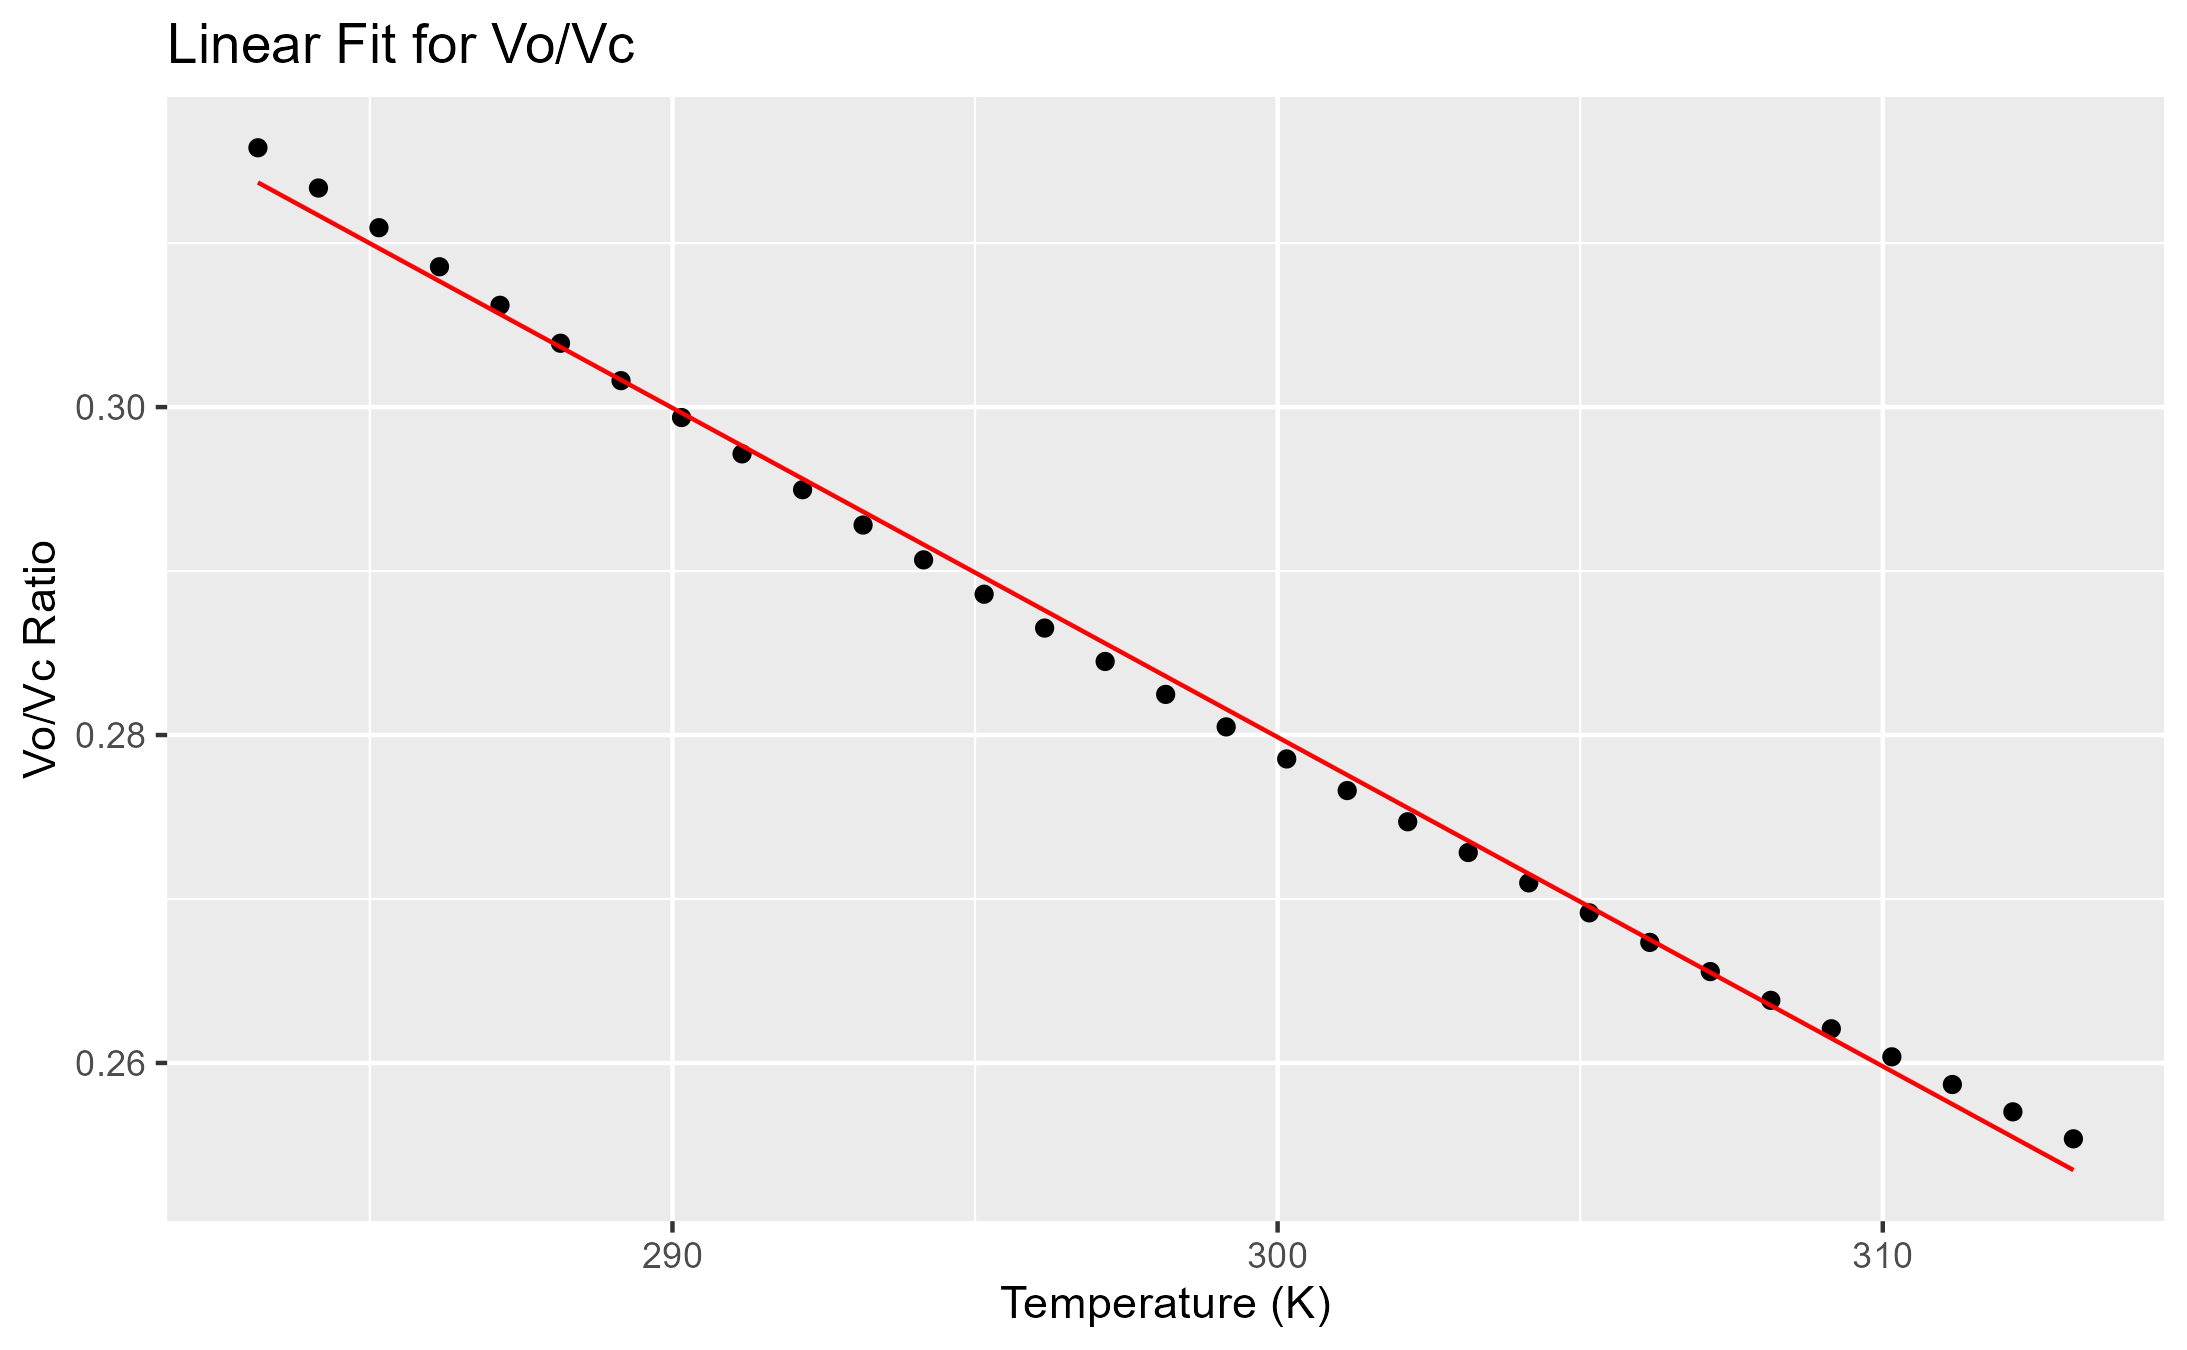 Linear Fit for Vo/Vc
Vo/Vc Ratio
0.30
0.28
0.26
290
300
310
Temperature (K)